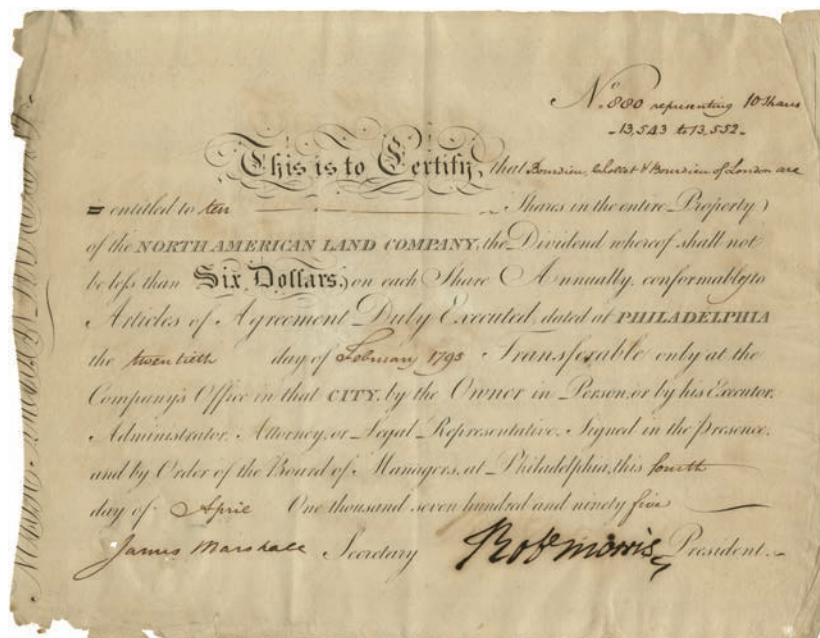 No. 880 representing 10 Shares
- 13,543 to 13,552 -
This is to Certify, that Bourdieu, Chollet & Bourdieu of London are
entitled to ten Shares in the entire Property
of the NORTH AMERICAN LAND COMPANY, the Dividend whereof shall not
be less than Six Dollars, on each Share Annually, conformably to
Articles of Agreement Duly Executed, dated at PHILADELPHIA
the twentieth day of February 1795 Transferable only at the
Company's Office in that CITY, by the Owner in Person, or by his Executor,
Administrator, Attorney, or Legal Representative. Signed in the presence,
and by Order of the Board of Managers, at Philadelphia, this fourth
day of April One thousand seven hundred and ninety five
James Marshall Secretary Robt Morris President.